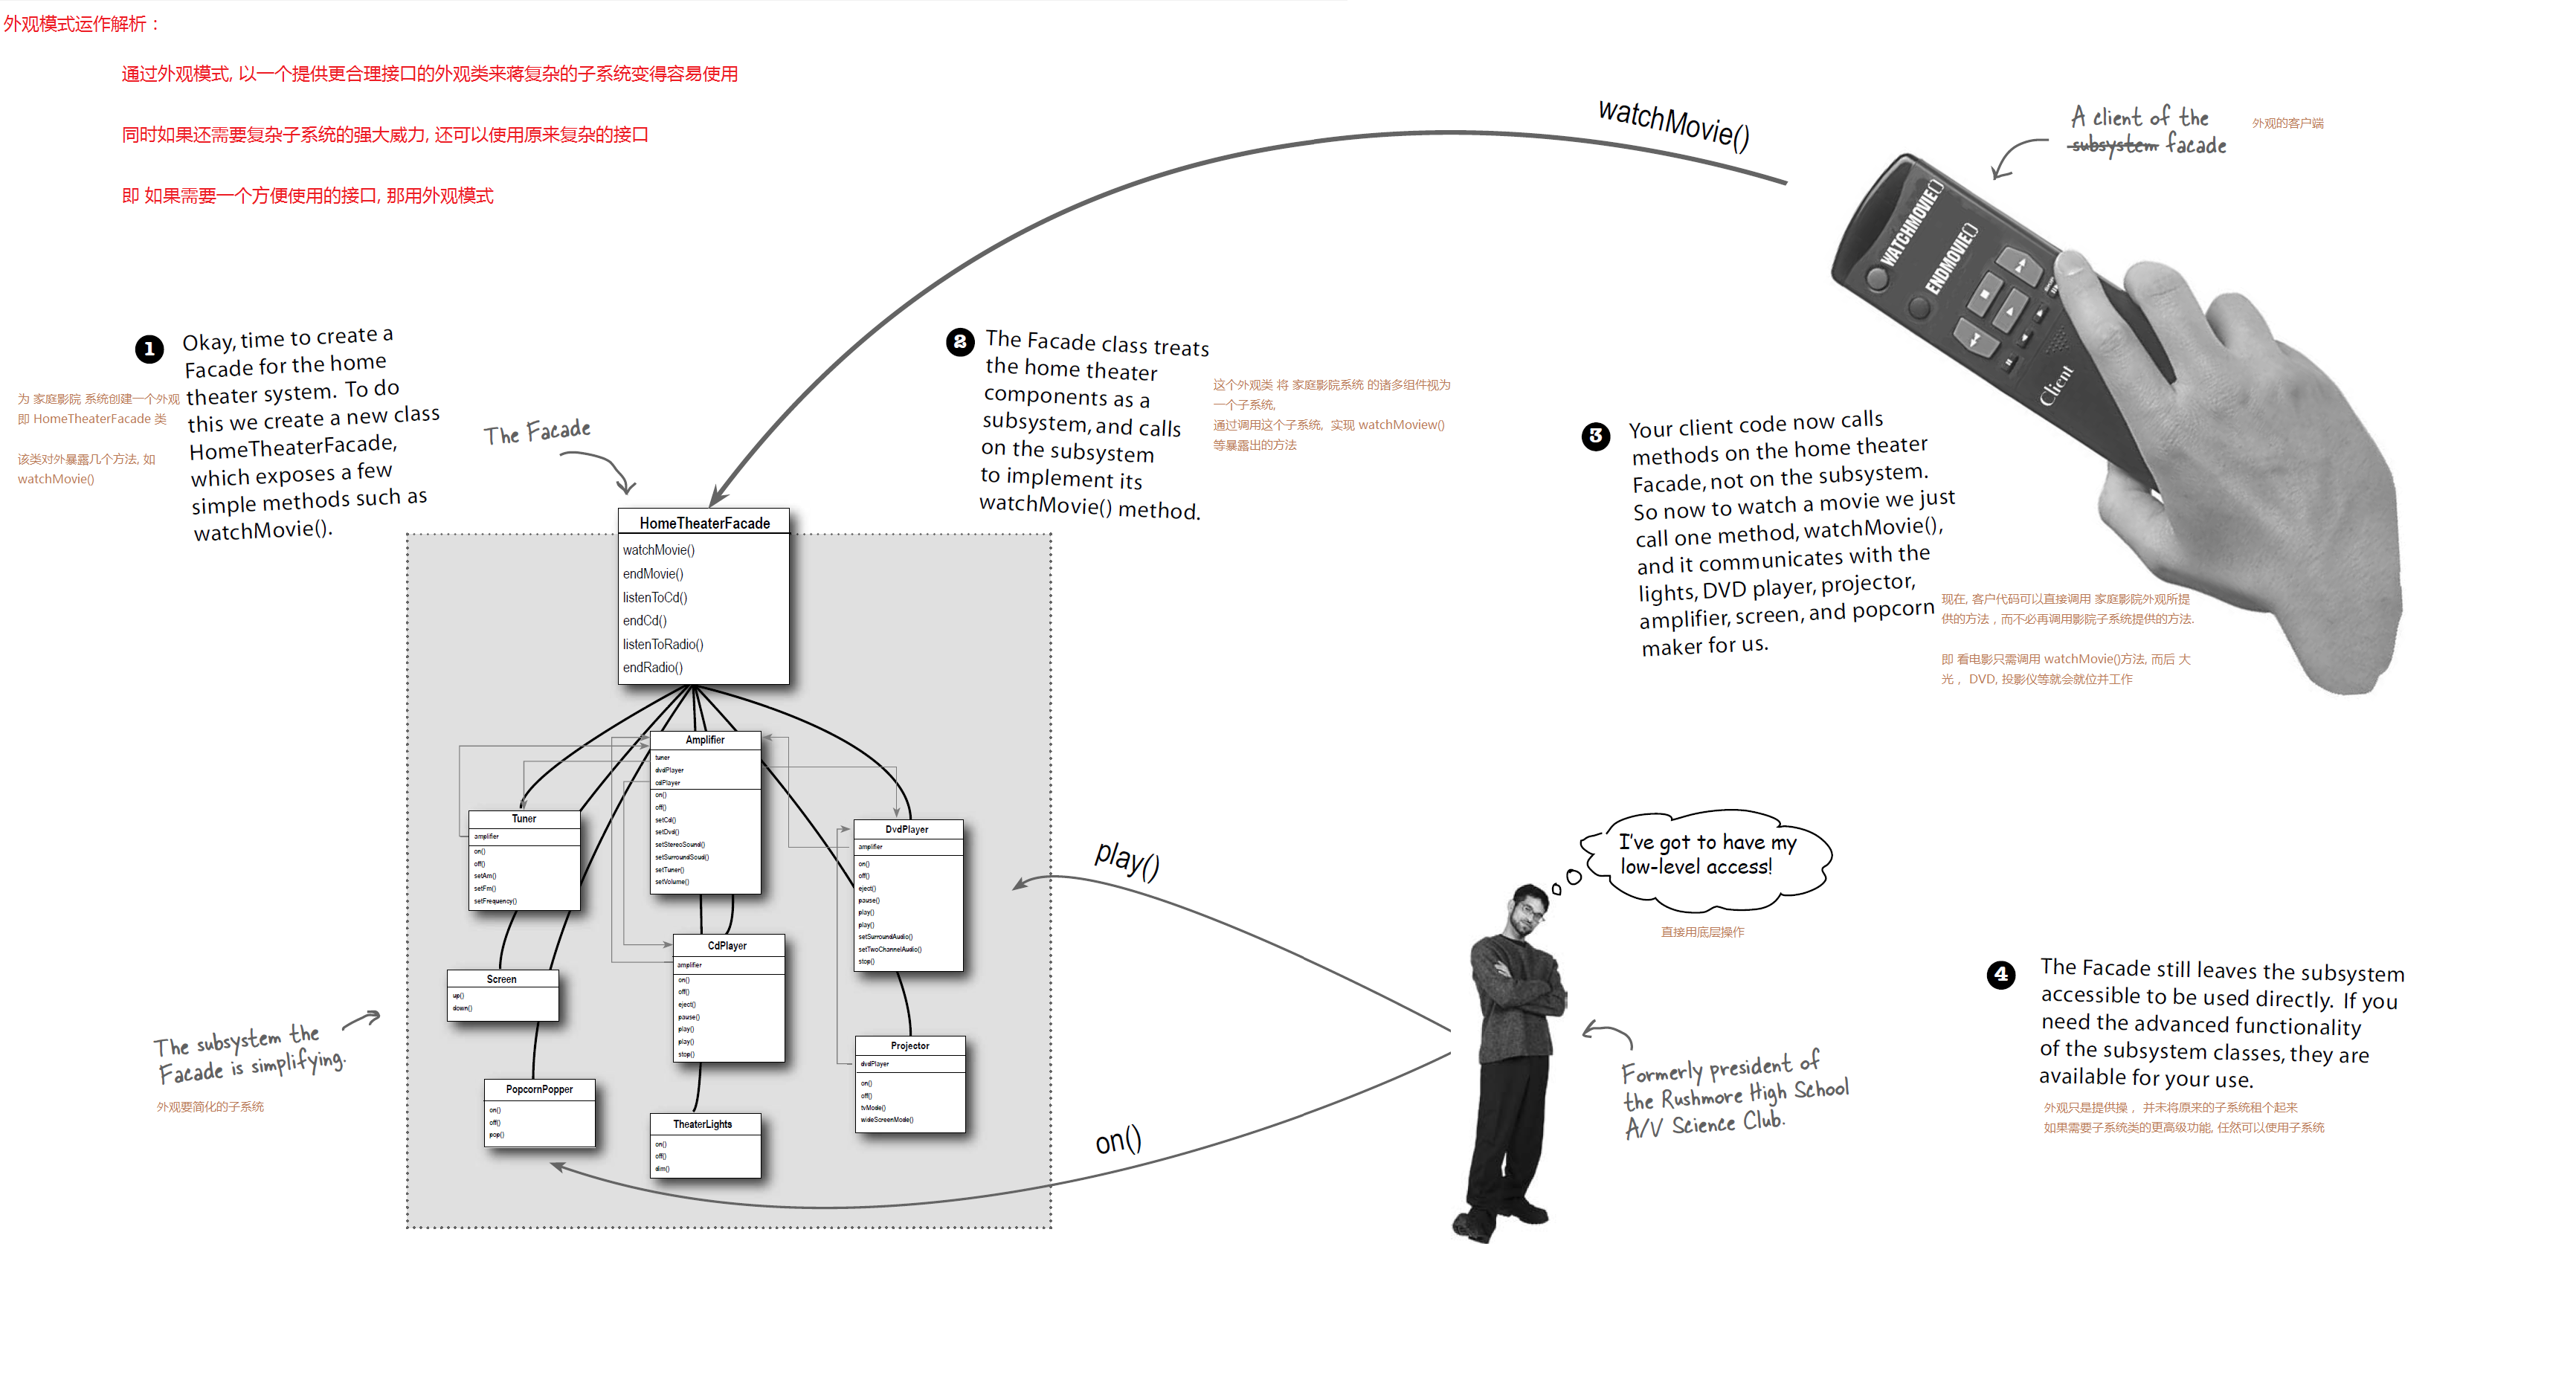 外观模式运作解析：
通过外观模式, 以一个提供更合理接口的外观类来蒋复杂的子系统变得容易使用
同时如果还需要复杂子系统的强大威力, 还可以使用原来复杂的接口
即 如果需要一个方便使用的接口, 那用外观模式
watchMovie()
A client of the
subsystem facade
外观的客户端
WATCHMOVIE()
ENDMOVIE()
Client
1
Okay, time to create a
Facade for the home
theater system. To do
this we create a new class
HomeTheaterFacade,
which exposes a few
simple methods such as
watchMovie().
为 家庭影院 系统创建一个外观
即 HomeTheaterFacade 类
该类对外暴露几个方法, 如
watchMovie()
The Facade
2
The Facade class treats
the home theater
components as a
subsystem, and calls
on the subsystem
to implement its
watchMovie() method.
这个外观类 将 家庭影院系统 的诸多组件视为
一个子系统,
通过调用这个子系统, 实现 watchMoview()
等暴露出的方法
3
Your client code now calls
methods on the home theater
Facade, not on the subsystem.
So now to watch a movie we just
call one method, watchMovie(),
and it communicates with the
lights, DVD player, projector,
amplifier, screen, and popcorn
maker for us.
现在, 客户代码可以直接调用 家庭影院外观所提
供的方法，而不必再调用影院子系统提供的方法.
即 看电影只需调用 watchMovie()方法, 而后 大
光， DVD, 投影仪等就会就位并工作
HomeTheaterFacade
watchMovie()
endMovie()
listenToCd()
endCd()
listenToRadio()
endRadio()
Amplifier
tuner
dvdPlayer
cdPlayer
on()
off()
setCd()
setDvd()
setStereoSound()
setSurroundSoud()
setTuner()
setVolume()
Tuner
amplifier
on()
off()
setAm()
setFm()
setFrequency()
DvdPlayer
amplifier
on()
off()
eject()
pause()
play()
play()
setSurroundAudio()
setTwoChannelAudio()
stop()
CdPlayer
amplifier
on()
off()
eject()
pause()
play()
play()
stop()
Screen
up()
down()
Projector
dvdPlayer
on()
off()
tvMode()
wideScreenMode()
PopcornPopper
on()
off()
pop()
TheaterLights
on()
off()
dim()
The subsystem the
Facade is simplifying.
外观要简化的子系统
play()
on()
I've got to have my
low-level access!
直接用底层操作
Formerly president of
the Rushmore High School
A/V Science Club.
4
The Facade still leaves the subsystem
accessible to be used directly. If you
need the advanced functionality
of the subsystem classes, they are
available for your use.
外观只是提供操， 并未将原来的子系统租个起来
如果需要子系统类的更高级功能, 任然可以使用子系统